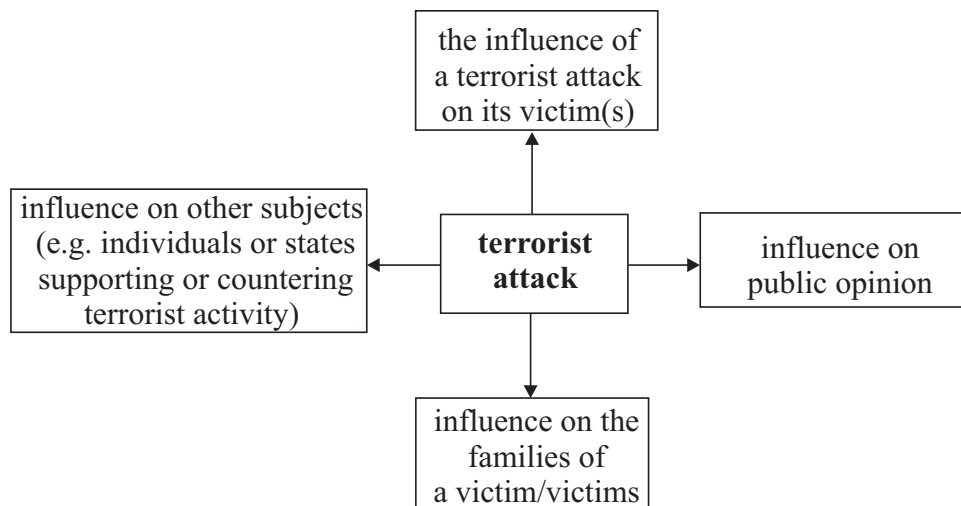 the influence of
a terrorist attack
on its victim(s)
influence on other subjects
(e.g. individuals or states
supporting or countering
terrorist activity)
terrorist
attack
influence on
public opinion
influence on the
families of
a victim/victims